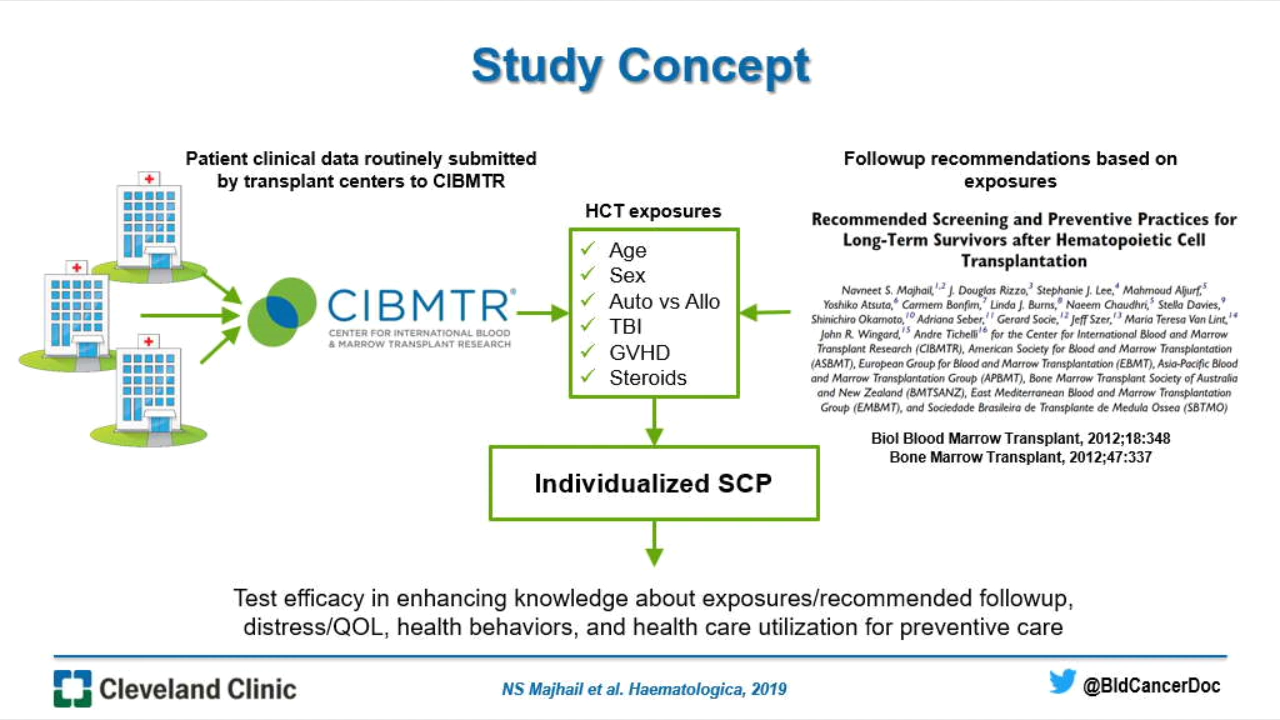 Study Concept
Patient clinical data routinely submitted
by transplant centers to CIBMTR
CIBMTR®
CENTER FOR INTERNATIONAL BLOOD
& MARROW TRANSPLANT RESEARCH
HCT exposures
✓ Age
✓ Sex
✓ Auto vs Allo
✓ TBI
✓ GVHD
✓ Steroids
Followup recommendations based on
exposures
Recommended Screening and Preventive Practices for
Long-Term Survivors after Hematopoietic Cell
Transplantation
Navneet S. Majhail,1,2 J. Douglas Rizzo,3 Stephanie J. Lee,4 Mahmoud Aljurf,5
Yoshiko Atsuta,6 Carmem Bonfim,7 Linda J. Burns,8 Naeem Chaudhri,5 Stella Davies,9
Shinichiro Okamoto,10 Adriana Seber,11 Gerard Socie,12 Jeff Szer,13 Maria Teresa Van Lint,14
John R. Wingard,15 Andre Tichelli16 for the Center for International Blood and Marrow
Transplant Research (CIBMTR), American Society for Blood and Marrow Transplantation
(ASBMT), European Group for Blood and Marrow Transplantation (EBMT), Asia-Pacific Blood
and Marrow Transplantation Group (APBMT), Bone Marrow Transplant Society of Australia
and New Zealand (BMTSANZ), East Mediterranean Blood and Marrow Transplantation
Group (EMBMT), and Sociedade Brasileira de Transplante de Medula Ossea (SBTMO)
Biol Blood Marrow Transplant, 2012;18:348
Bone Marrow Transplant, 2012;47:337
Individualized SCP
Test efficacy in enhancing knowledge about exposures/recommended followup,
distress/QOL, health behaviors, and health care utilization for preventive care
Cleveland Clinic
NS Majhail et al. Haematologica, 2019
@BldCancerDoc